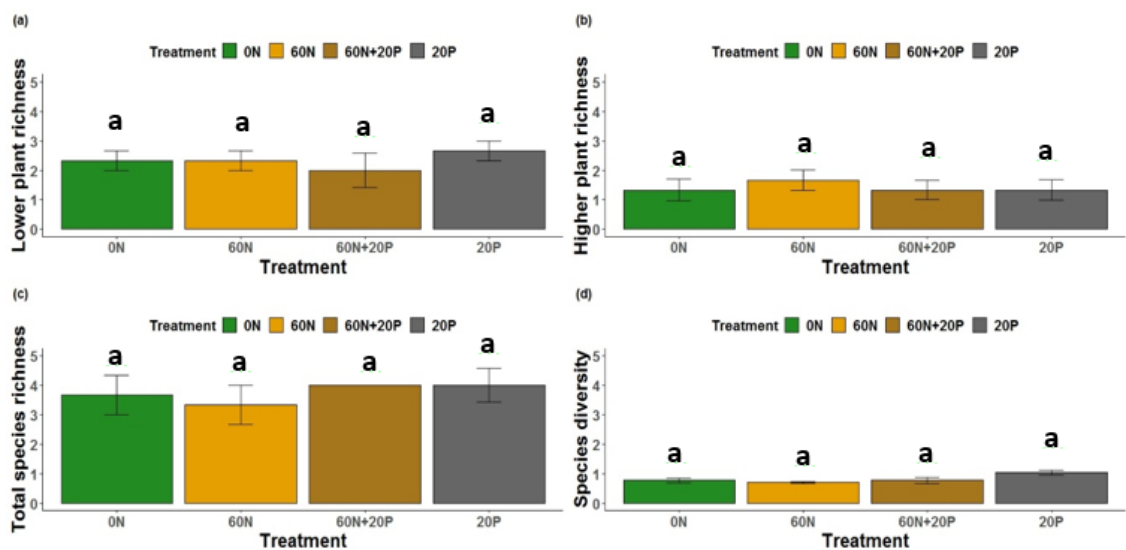 (a)
Treatment 0N 60N 60N+20P 20P
Lower plant richness
5
4
3
2
1
0
a a a a
0N 60N 60N+20P 20P
Treatment
(b)
Treatment 0N 60N 60N+20P 20P
Higher plant richness
5
4
3
2
1
0
a a a a
0N 60N 60N+20P 20P
Treatment
(c)
Treatment 0N 60N 60N+20P 20P
Total species richness
5
4
3
2
1
0
a a a a
0N 60N 60N+20P 20P
Treatment
(d)
Treatment 0N 60N 60N+20P 20P
Species diversity
5
4
3
2
1
0
a a a a
0N 60N 60N+20P 20P
Treatment